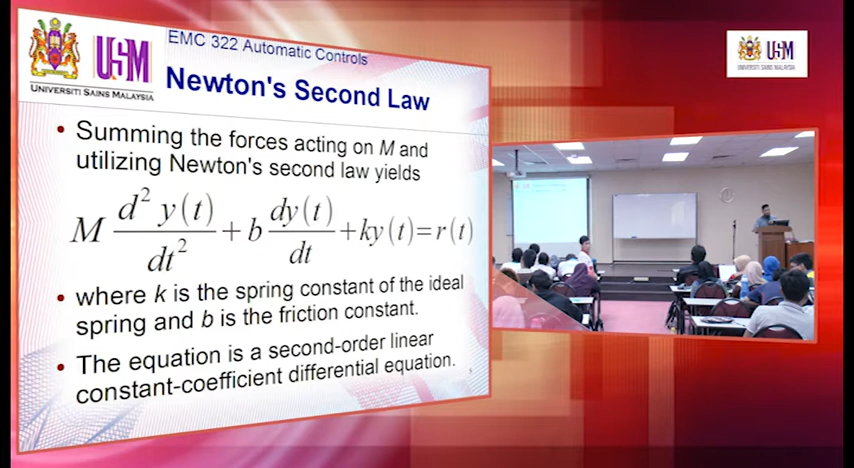 EMC 322 Automatic Controls
USM
UNIVERSITI SAINS MALAYSIA
Newton's Second Law
• Summing the forces acting on M and
utilizing Newton's second law yields
M d² y(t)/dt² + b dy(t)/dt + ky(t)=r(t)
• where k is the spring constant of the ideal
spring and b is the friction constant.
• The equation is a second-order linear
constant-coefficient differential equation.
USM
UNIVERSITI SAINS MALAYSIA